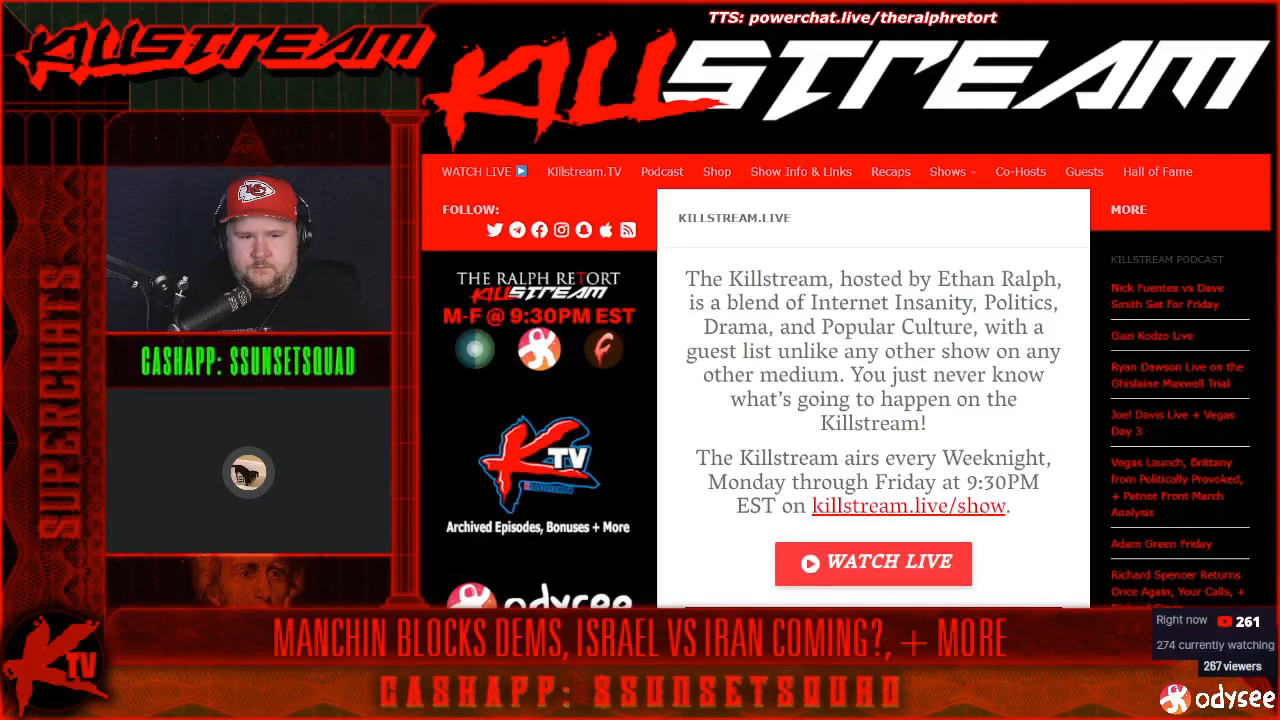 TTS: powerchat.live/theralphretort
KILLSTREAM
KILLSTREAM
WATCH LIVE
Killstream.TV
Podcast
Shop
Show Info & Links
Recaps
Shows
Co-Hosts
Guests
Hall of Fame
SUPERCHATS
CASHAPP: $SUNSETSQUAD
FOLLOW:
THE RALPH RETORT
KILLSTREAM
M-F @ 9:30PM EST
K TV
Archived Episodes, Bonuses + More
odysee
KILLSTREAM.LIVE
The Killstream, hosted by Ethan Ralph,
is a blend of Internet Insanity, Politics,
Drama, and Popular Culture, with a
guest list unlike any other show on any
other medium. You just never know
what's going to happen on the
Killstream!
The Killstream airs every Weeknight,
Monday through Friday at 9:30PM
EST on killstream.live/show.
WATCH LIVE
MORE
KILLSTREAM PODCAST
Nick Fuentes vs Dave
Smith Set For Friday
Gazi Kodzo Live
Ryan Dawson Live on the
Ghislaine Maxwell Trial
Joel Davis Live + Vegas
Day 3
Vegas Launch, Brittany
from Politically Provoked,
+ Patriot Front March
Analysis
Adam Green Friday
Richard Spencer Returns
Once Again, Your Calls, +
K TV
MANCHIN BLOCKS DEMS, ISRAEL VS IRAN COMING?, + MORE
CASHAPP: $SUNSETSQUAD
Right now 261
274 currently watching
267 viewers
odysee